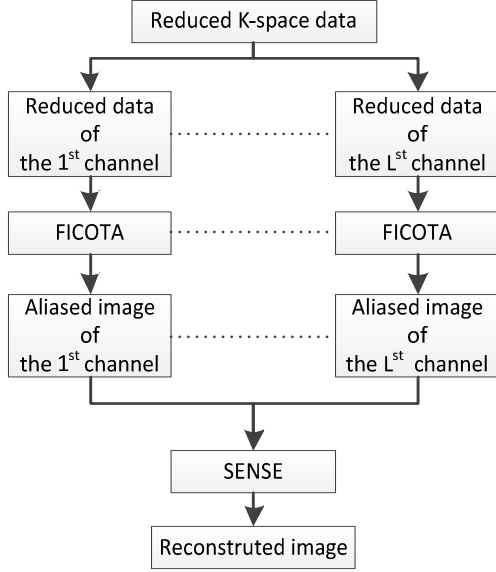 Reduced K-space data
Reduced data
of
the 1st channel
Reduced data
of
the Lst channel
FICOTA
FICOTA
Aliased image
of
the 1st channel
Aliased image
of
the Lst channel
SENSE
Reconstruted image